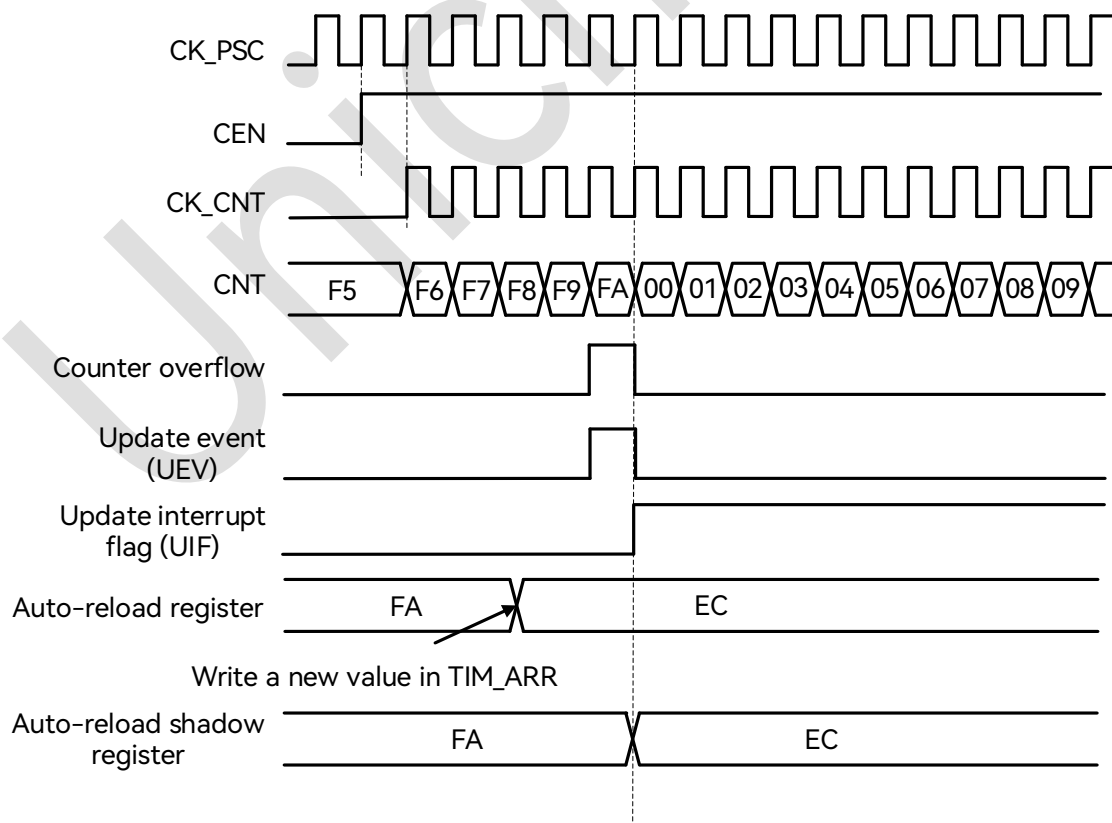 CK_PSC
CEN
CK_CNT
CNT
F5 F6 F7 F8 F9 FA 00 01 02 03 04 05 06 07 08 09
Counter overflow
Update event
(UEV)
Update interrupt
flag (UIF)
Auto-reload register
FA EC
Write a new value in TIM_ARR
Auto-reload shadow
register
FA EC